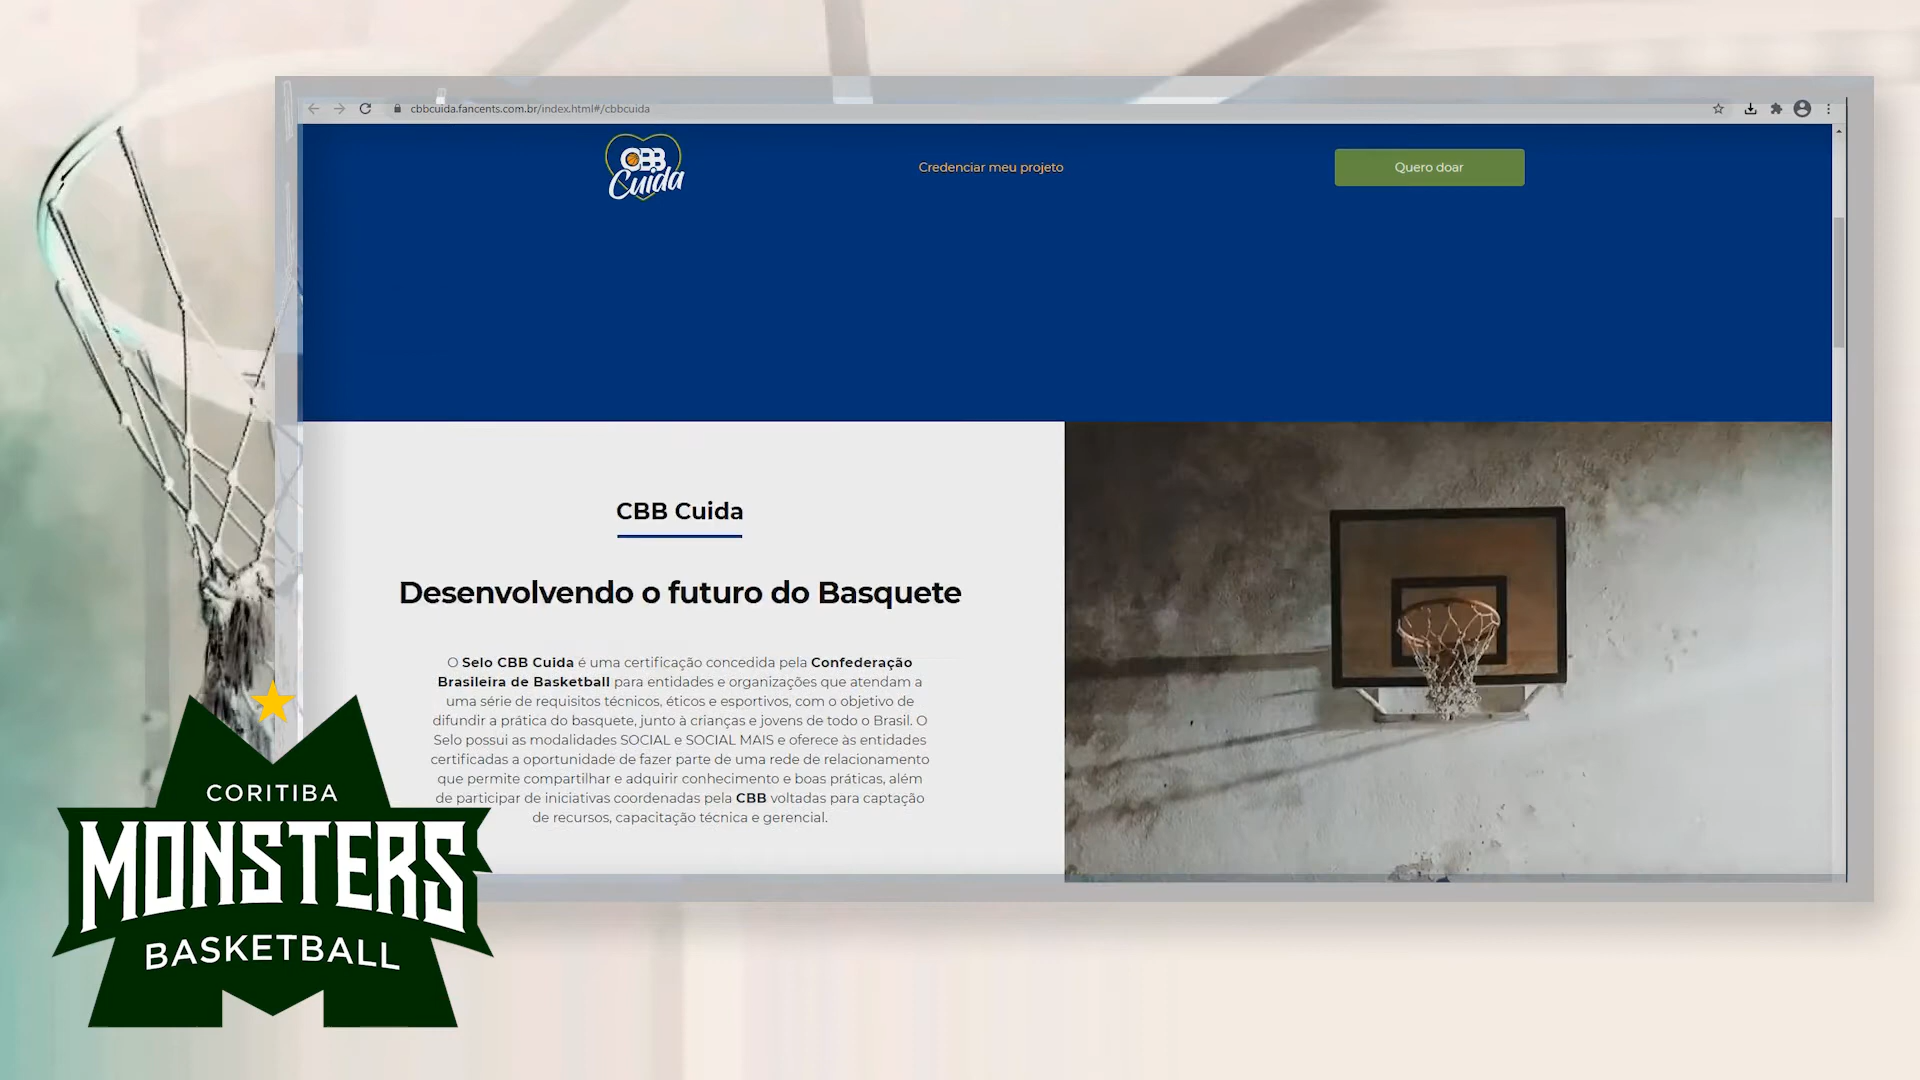 cbbcuida.fancents.com.br/index.html#/cbbcuida
CBB
Cuida
Credenciar meu projeto
Quero doar
CBB Cuida
Desenvolvendo o futuro do Basquete
O Selo CBB Cuida é uma certificação concedida pela Confederação
Brasileira de Basketball para entidades e organizações que atendam a
uma série de requisitos técnicos, éticos e esportivos, com o objetivo de
difundir a prática do basquete, junto à crianças e jovens de todo o Brasil. O
Selo possui as modalidades SOCIAL e SOCIAL MAIS e oferece às entidades
certificadas a oportunidade de fazer parte de uma rede de relacionamento
que permite compartilhar e adquirir conhecimento e boas práticas, além
de participar de iniciativas coordenadas pela CBB voltadas para captação
de recursos, capacitação técnica e gerencial.
CORITIBA
MONSTERS
BASKETBALL